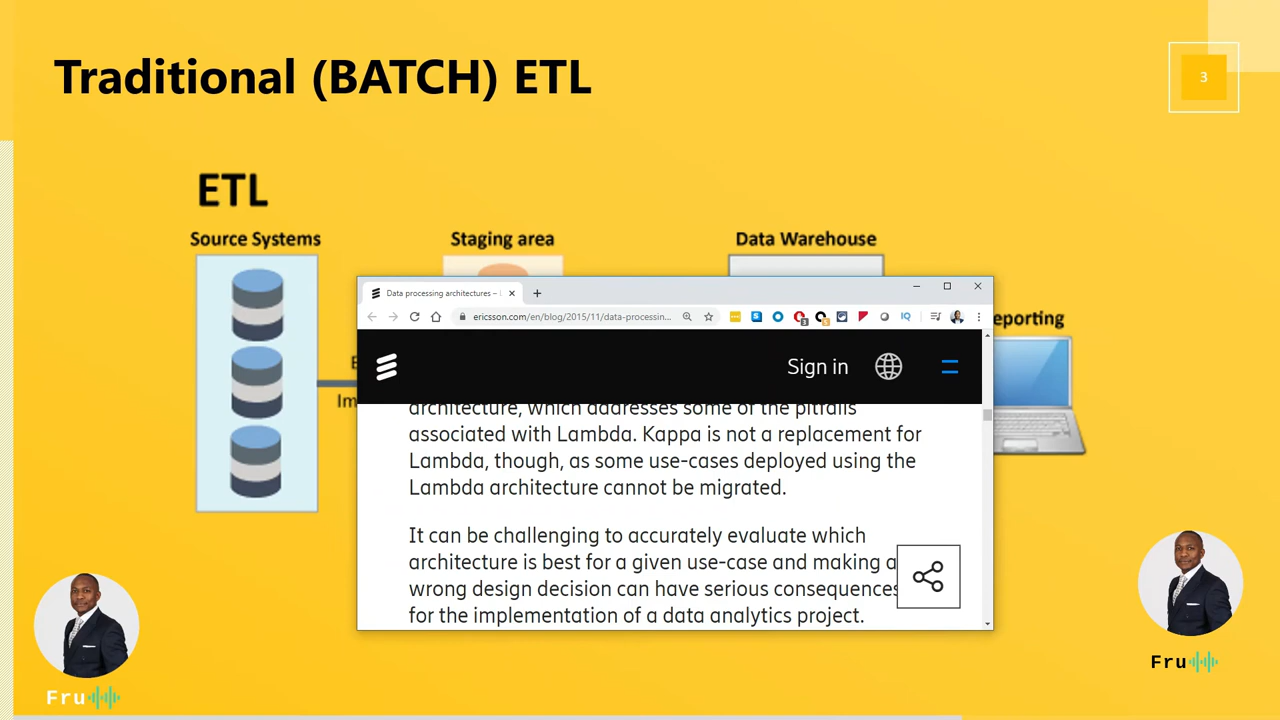 Traditional (BATCH) ETL
3
ETL
Source Systems
Staging area
Data Warehouse
eporting
E
Im
Data processing architectures –
ericsson.com/en/blog/2015/11/data-processin...
Sign in
architecture, which addresses some of the pitfalls
associated with Lambda. Kappa is not a replacement for
Lambda, though, as some use-cases deployed using the
Lambda architecture cannot be migrated.
It can be challenging to accurately evaluate which
architecture is best for a given use-case and making a
wrong design decision can have serious consequences
for the implementation of a data analytics project.
Fru
Fru